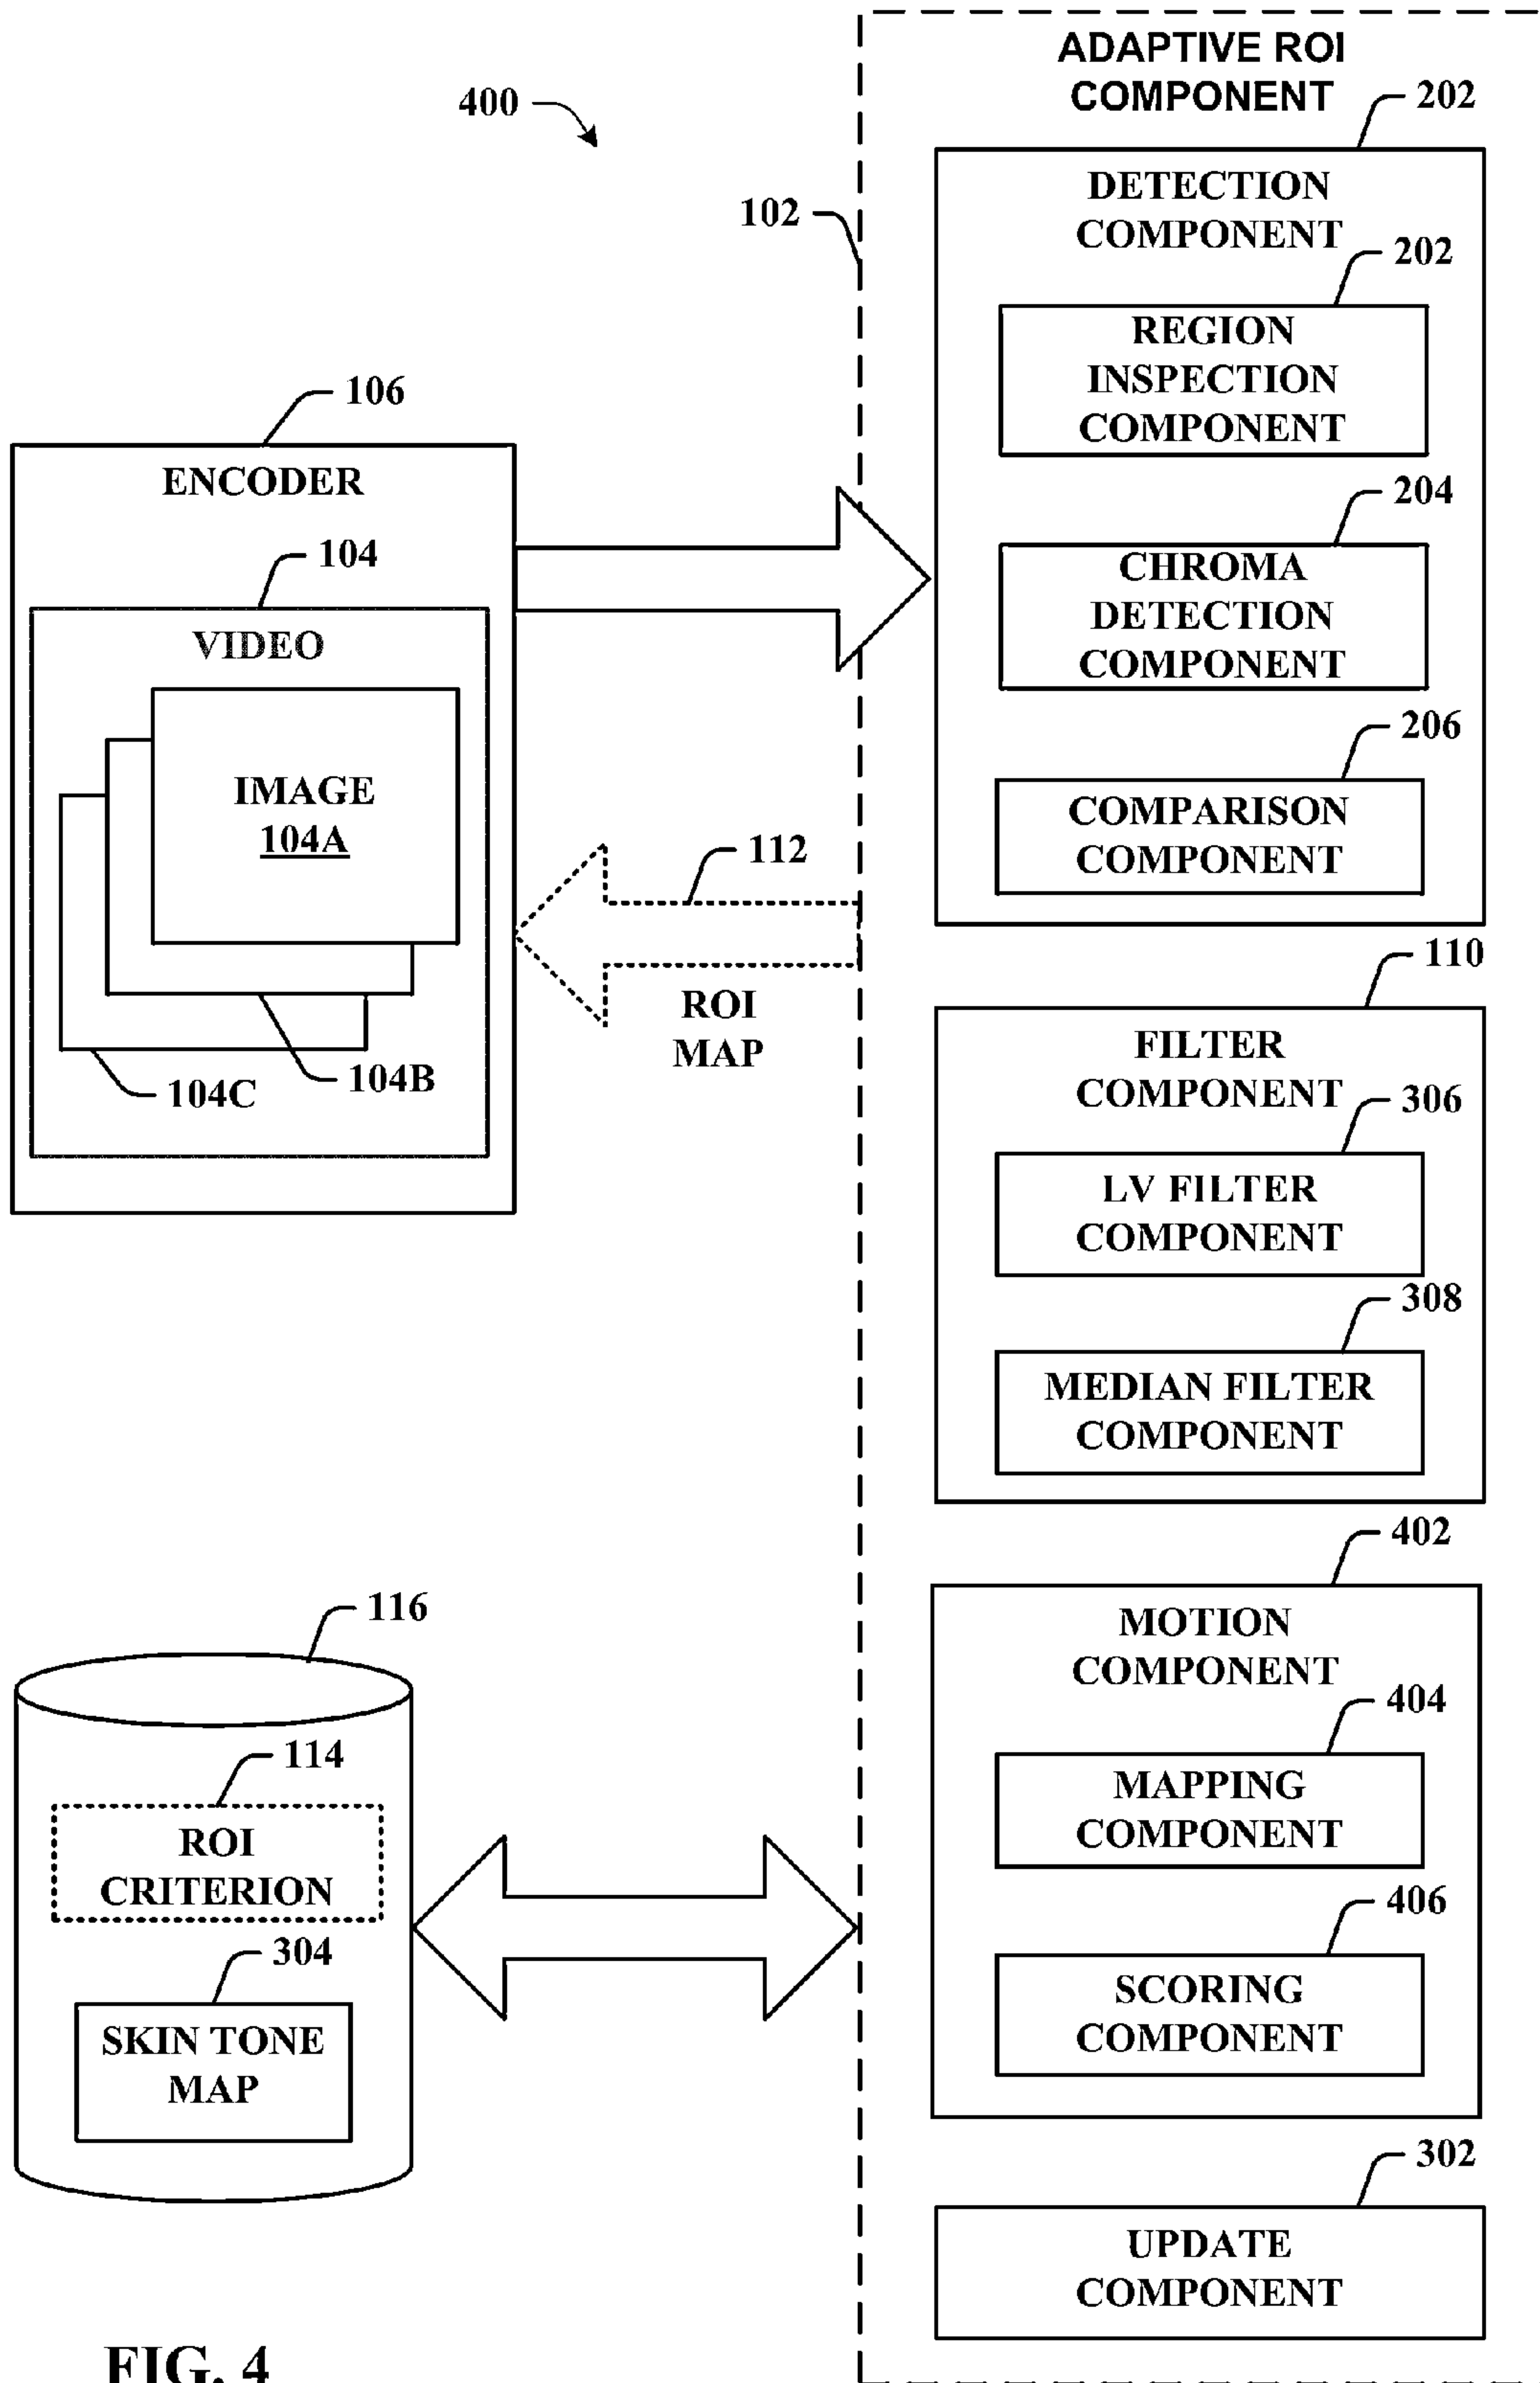 ADAPTIVE ROI
COMPONENT
400
102
202
DETECTION
COMPONENT
202
REGION
INSPECTION
COMPONENT
204
CHROMA
DETECTION
COMPONENT
206
COMPARISON
COMPONENT
106
ENCODER
104
VIDEO
IMAGE
104A
104B
104C
112
ROI
MAP
110
FILTER
COMPONENT
306
LV FILTER
COMPONENT
308
MEDIAN FILTER
COMPONENT
402
MOTION
COMPONENT
404
MAPPING
COMPONENT
406
SCORING
COMPONENT
116
114
ROI
CRITERION
304
SKIN TONE
MAP
302
UPDATE
COMPONENT
FIG. 4